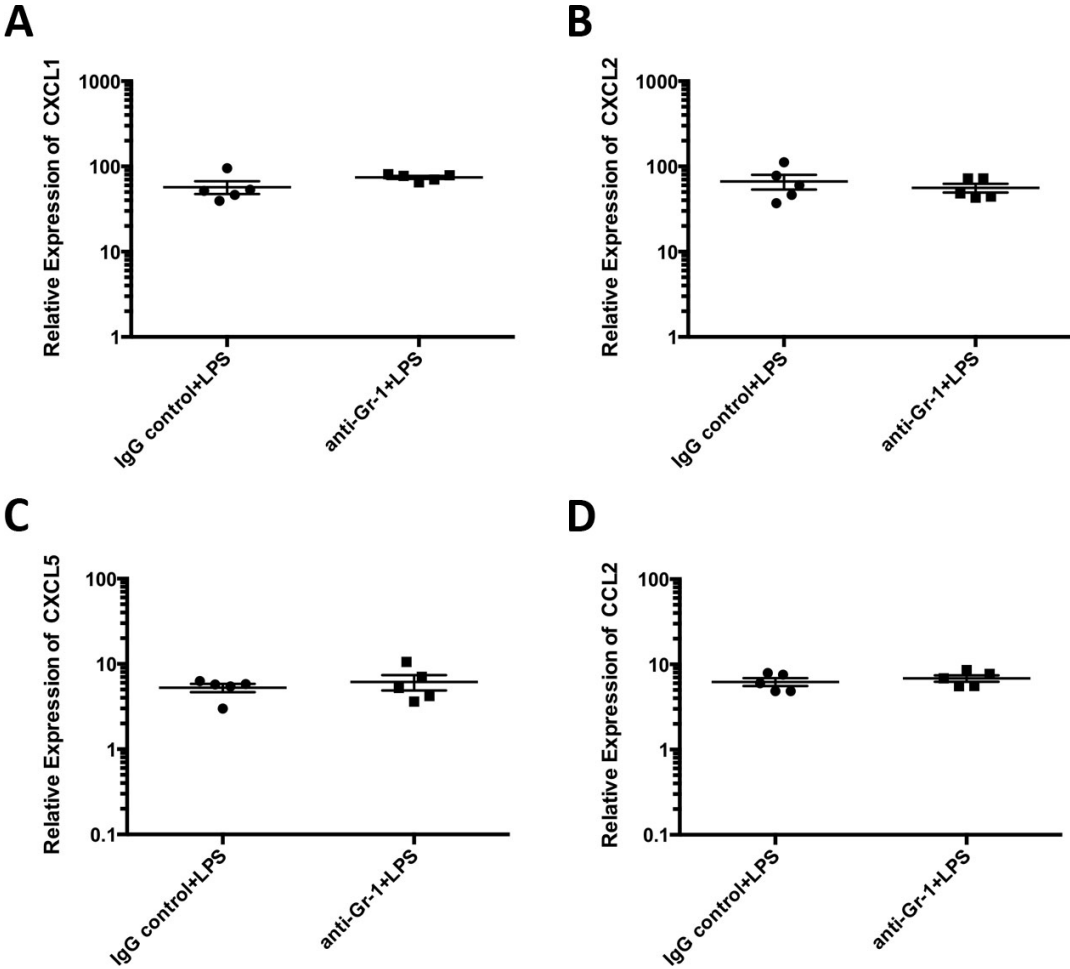 A
Relative Expression of CXCL1
1000
100
10
1
IgG control+LPS
anti-Gr-1+LPS
B
Relative Expression of CXCL2
1000
100
10
1
IgG control+LPS
anti-Gr-1+LPS
C
Relative Expression of CXCL5
100
10
1
0.1
IgG control+LPS
anti-Gr-1+LPS
D
Relative Expression of CCL2
100
10
1
0.1
IgG control+LPS
anti-Gr-1+LPS